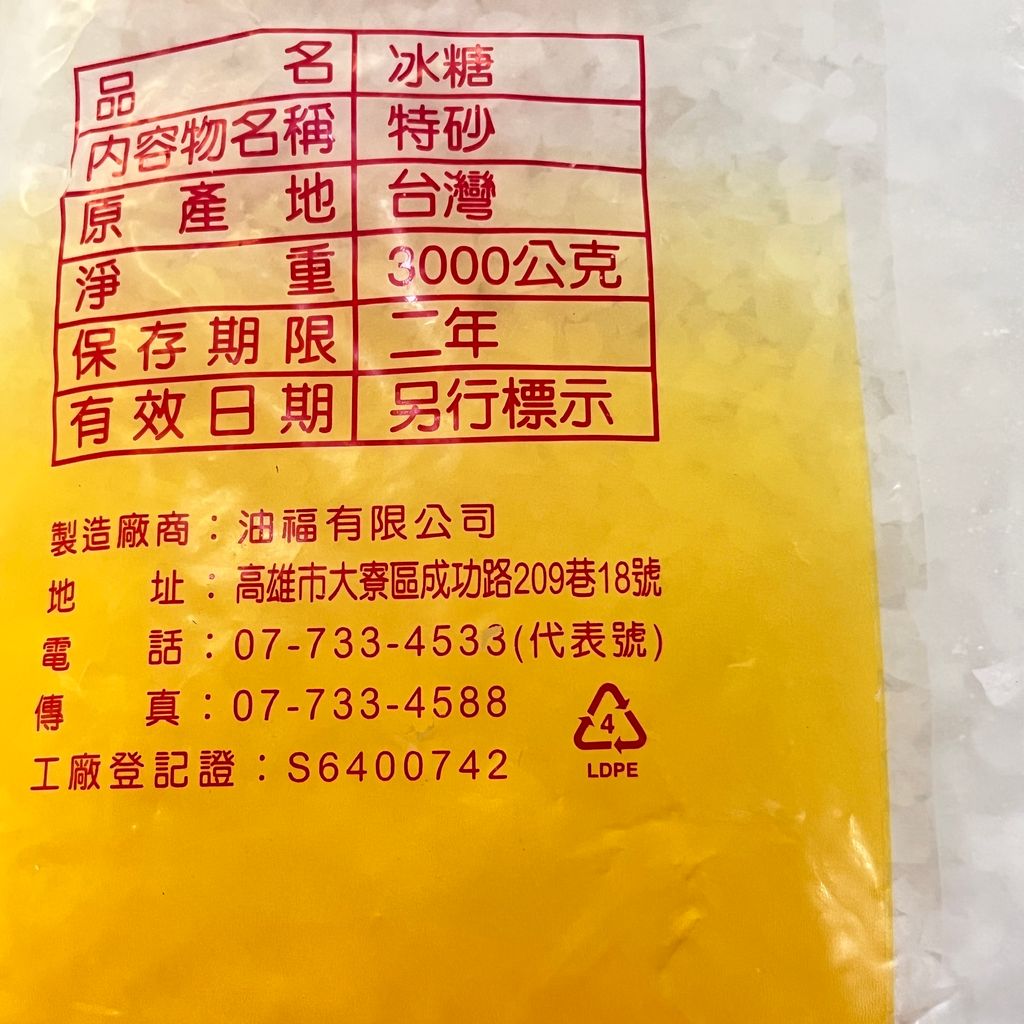 品名 冰糖
內容物名稱 特砂
原產地 台灣
淨重 3000公克
保存期限 二年
有效日期 另行標示
製造廠商：油福有限公司
地址：高雄市大寮區成功路209巷18號
電話：07-733-4533(代表號)
傳真：07-733-4588
工廠登記證：S6400742
4
LDPE